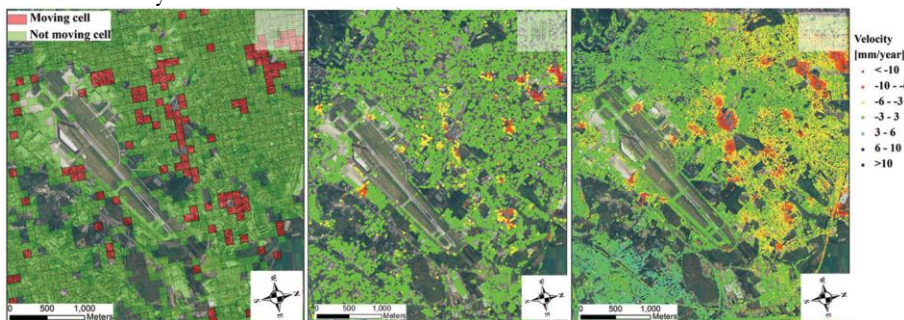 Moving cell
Not moving cell
0 500 1,000
Meters
0 500 1,000
Meters
0 500 1,000
Meters
Velocity
[mm/year]
< -10
-6 - -3
-3 - 3
3 - 6
6 - 10
>10